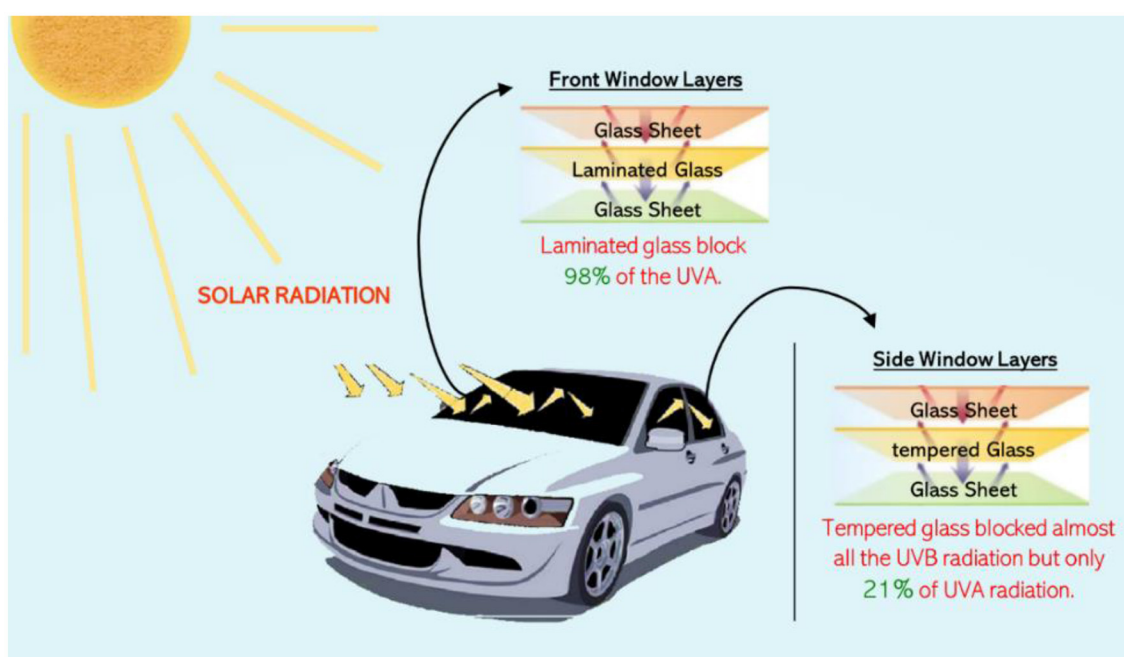 Front Window Layers
Glass Sheet
Laminated Glass
Glass Sheet
Laminated glass block
98% of the UVA.
SOLAR RADIATION
Side Window Layers
Glass Sheet
tempered Glass
Glass Sheet
Tempered glass blocked almost
all the UVB radiation but only
21% of UVA radiation.